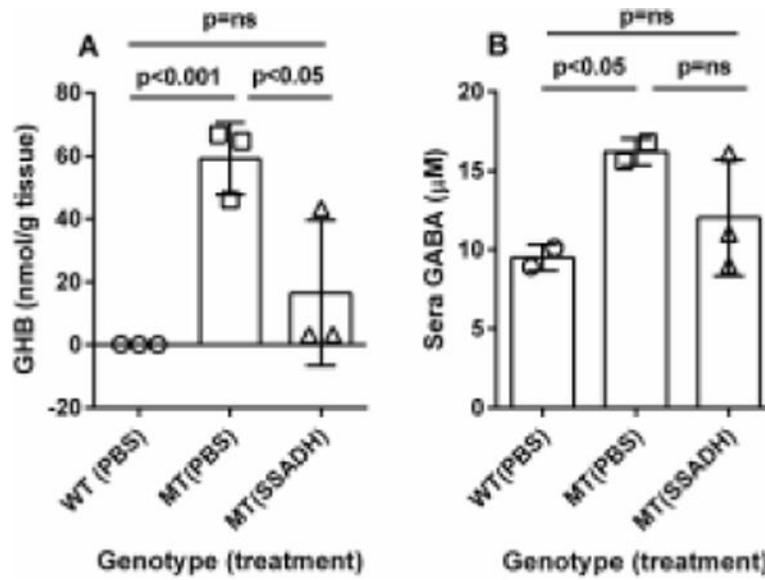 A
p=ns
p<0.001
p<0.05
GHB (nmol/g tissue)
80
60
40
20
0
-20
WT (PBS)
MT(PBS)
MT(SSADH)
Genotype (treatment)
B
p=ns
p<0.05
p=ns
Sera GABA (μM)
20
15
10
5
0
WT(PBS)
MT(PBS)
MT(SSADH)
Genotype (treatment)